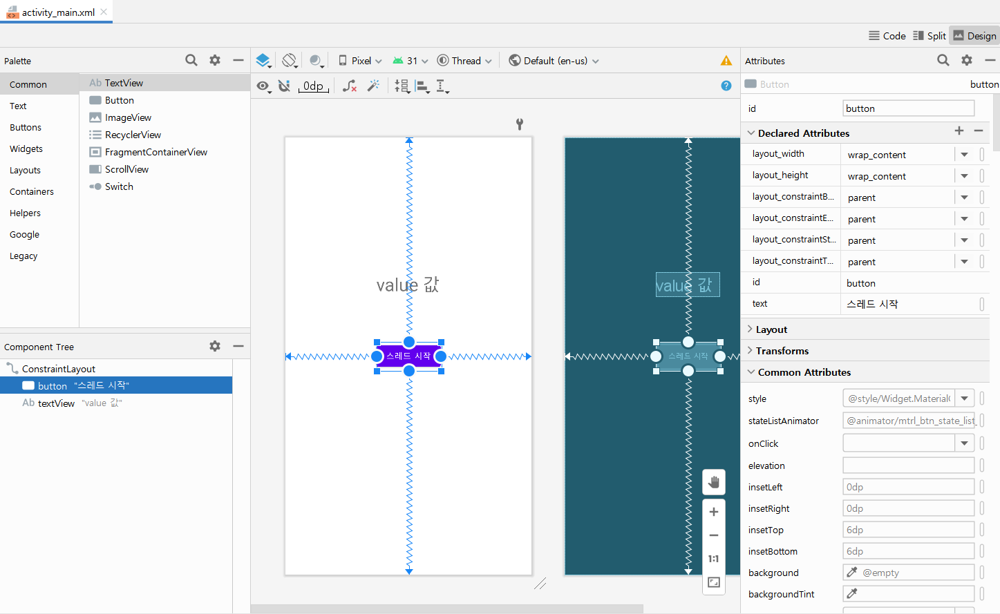 activity_main.xml
Code Split Design
Palette
Pixel 31 Thread Default (en-us)
Attributes
0dp
Common
Text
Buttons
Widgets
Layouts
Containers
Helpers
Google
Legacy
Ab TextView
Button
ImageView
RecyclerView
FragmentContainerView
ScrollView
Switch
Component Tree
ConstraintLayout
button "스레드 시작"
Ab textView "value 값"
value 값
스레드 시작
value 값
스레드 시작
1:1
Button button
id button
Declared Attributes
layout_width wrap_content
layout_height wrap_content
layout_constraintB... parent
layout_constraintE... parent
layout_constraintSt... parent
layout_constraintT... parent
id button
text 스레드 시작
Layout
Transforms
Common Attributes
style @style/Widget.Material
stateListAnimator @animator/mtrl_btn_state_list_
onClick
elevation
insetLeft 0dp
insetRight 0dp
insetTop 6dp
insetBottom 6dp
background @empty
backgroundTint